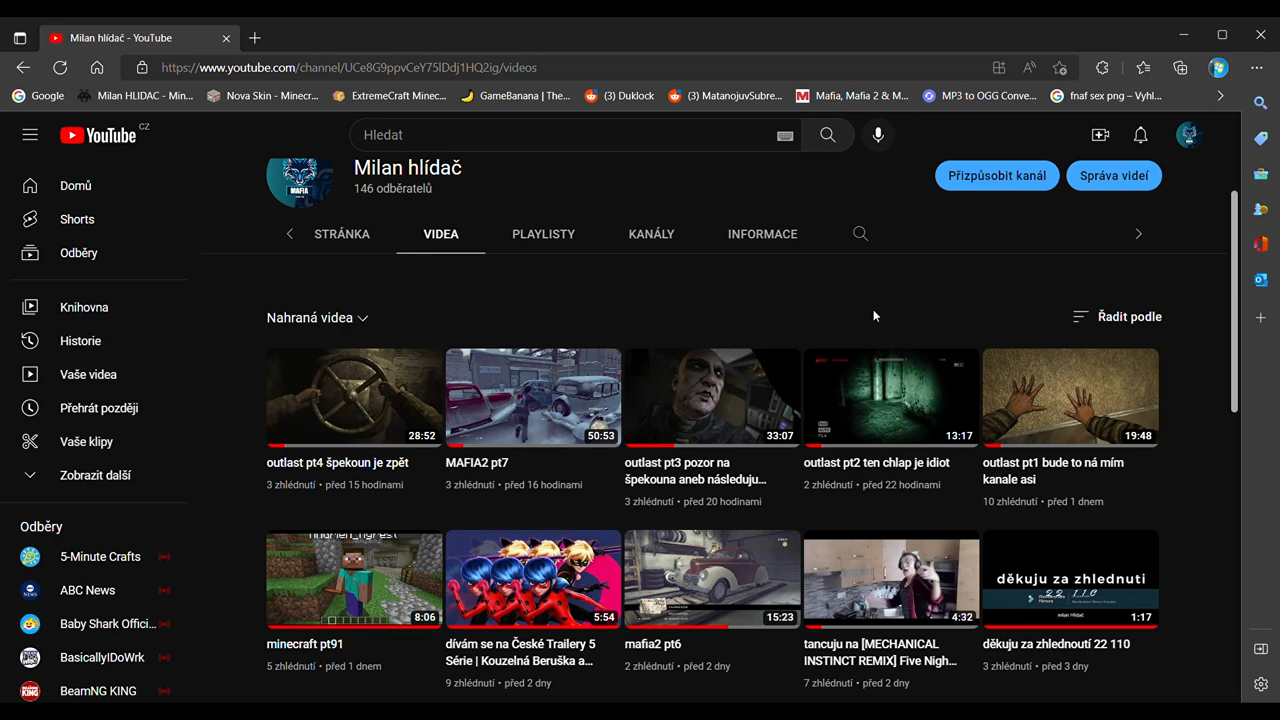 Milan hlídač - YouTube
https://www.youtube.com/channel/UCe8G9ppvCeY75lDdj1HQ2ig/videos
Google
Milan HLIDAC - Min...
Nova Skin - Minecr...
ExtremeCraft Minec...
GameBanana | The...
(3) Duklock
(3) MatanojuvSubre...
Mafia, Mafia 2 & M...
MP3 to OGG Conve...
fnaf sex png – Vyhl...
YouTube CZ
Hledat
Domů
Shorts
Odběry
Knihovna
Historie
Vaše videa
Přehrát později
Vaše klipy
Zobrazit další
Odběry
5-Minute Crafts
ABC News
Baby Shark Offici...
BasicallyIDoWrk
BeamNG KING
MAFIA
Milan hlídač
146 odběratelů
Přizpůsobit kanál
Správa videí
STRÁNKA
VIDEA
PLAYLISTY
KANÁLY
INFORMACE
Nahraná videa
Řadit podle
28:52
50:53
33:07
13:17
19:48
outlast pt4 špekoun je zpět
3 zhlédnutí • před 15 hodinami
MAFIA2 pt7
3 zhlédnutí • před 16 hodinami
outlast pt3 pozor na
špekouna aneb následuju...
3 zhlédnutí • před 20 hodinami
outlast pt2 ten chlap je idiot
2 zhlédnutí • před 22 hodinami
outlast pt1 bude to ná mím
kanale asi
10 zhlédnutí • před 1 dnem
8:06
5:54
15:23
4:32
děkuju za zhlednuti
22 110
milan hlídač
1:17
minecraft pt91
5 zhlédnutí • před 1 dnem
dívám se na České Trailery 5
Série | Kouzelná Beruška a...
9 zhlédnutí • před 2 dny
mafia2 pt6
2 zhlédnutí • před 2 dny
tancuju na [MECHANICAL
INSTINCT REMIX] Five Nigh...
7 zhlédnutí • před 2 dny
děkuju za zhlednoutí 22 110
3 zhlédnutí • před 3 dny